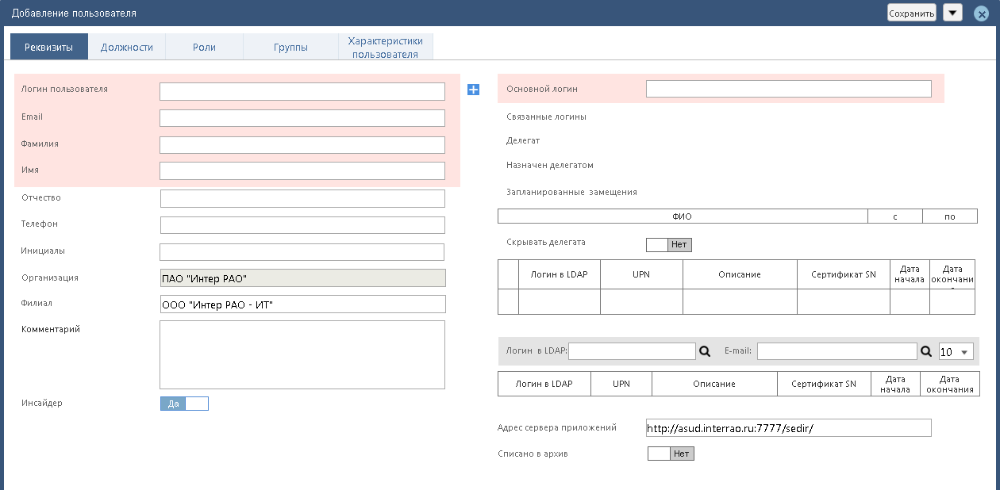 Добавление пользователя
Сохранить
Реквизиты
Должности
Роли
Группы
Характеристики
пользователя
Логин пользователя
Email
Фамилия
Имя
Отчество
Телефон
Инициалы
Организация
ПАО "Интер РАО"
Филиал
ООО "Интер РАО - ИТ"
Комментарий
Инсайдер
Да
Основной логин
Связанные логины
Делегат
Назначен делегатом
Запланированные замещения
ФИО
с
по
Скрывать делегата
Нет
Логин в LDAP
UPN
Описание
Сертификат SN
Дата
начала
Дата
окончани
Логин в LDAP:
E-mail:
10
Логин в LDAP
UPN
Описание
Сертификат SN
Дата
начала
Дата
окончания
Адрес сервера приложений
http://asud.interrao.ru:7777/sedir/
Списано в архив
Нет